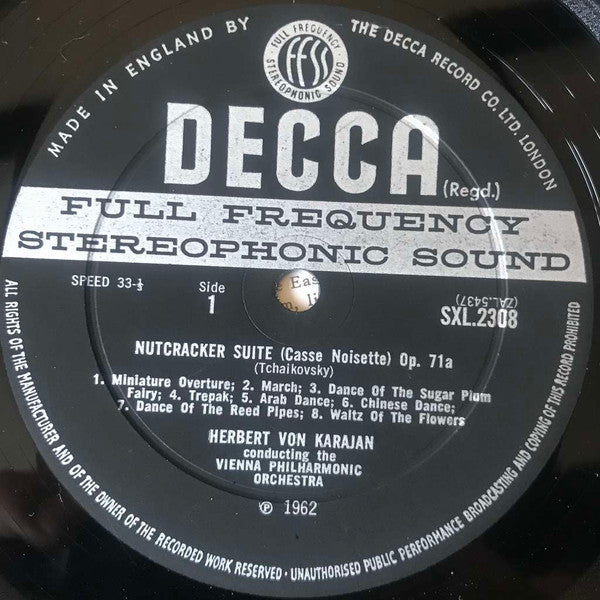 MADE IN ENGLAND BY
THE DECCA RECORD CO. LTD. LONDON
FULL FREQUENCY
FFSS
STEREOPHONIC SOUND
DECCA
(Regd.)
FULL FREQUENCY
STEREOPHONIC SOUND
SPEED 33-⅓
Side
1
(ZAL.5437)
SXL.2308
NUTCRACKER SUITE (Casse Noisette) Op. 71a
(Tchaikovsky)
1. Miniature Overture; 2. March; 3. Dance Of The Sugar Plum
Fairy; 4. Trepak; 5. Arab Dance; 6. Chinese Dance;
7. Dance Of The Reed Pipes; 8. Waltz Of The Flowers
HERBERT VON KARAJAN
conducting the
VIENNA PHILHARMONIC
ORCHESTRA
℗ 1962
ALL RIGHTS OF THE MANUFACTURER AND OF THE OWNER OF THE RECORDED WORK RESERVED · UNAUTHORISED PUBLIC PERFORMANCE BROADCASTING AND COPYING OF THIS RECORD PROHIBITED